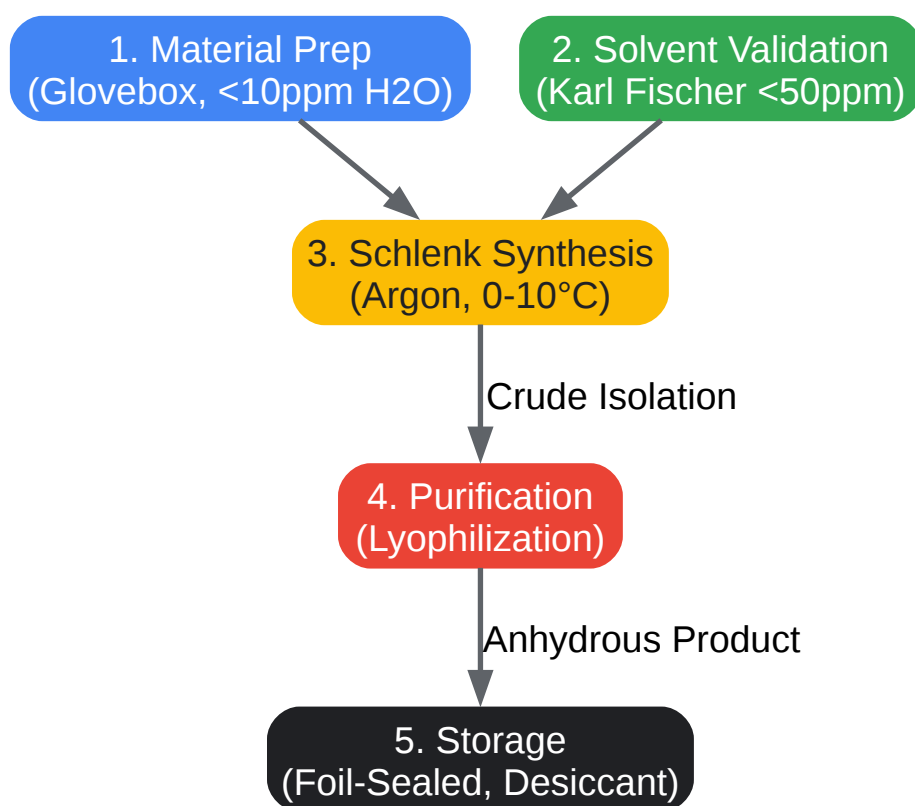 1. Material Prep
(Glovebox, <10ppm H2O)
2. Solvent Validation
(Karl Fischer <50ppm)
3. Schlenk Synthesis
(Argon, 0-10°C)
Crude Isolation
4. Purification
(Lyophilization)
Anhydrous Product
5. Storage
(Foil-Sealed, Desiccant)